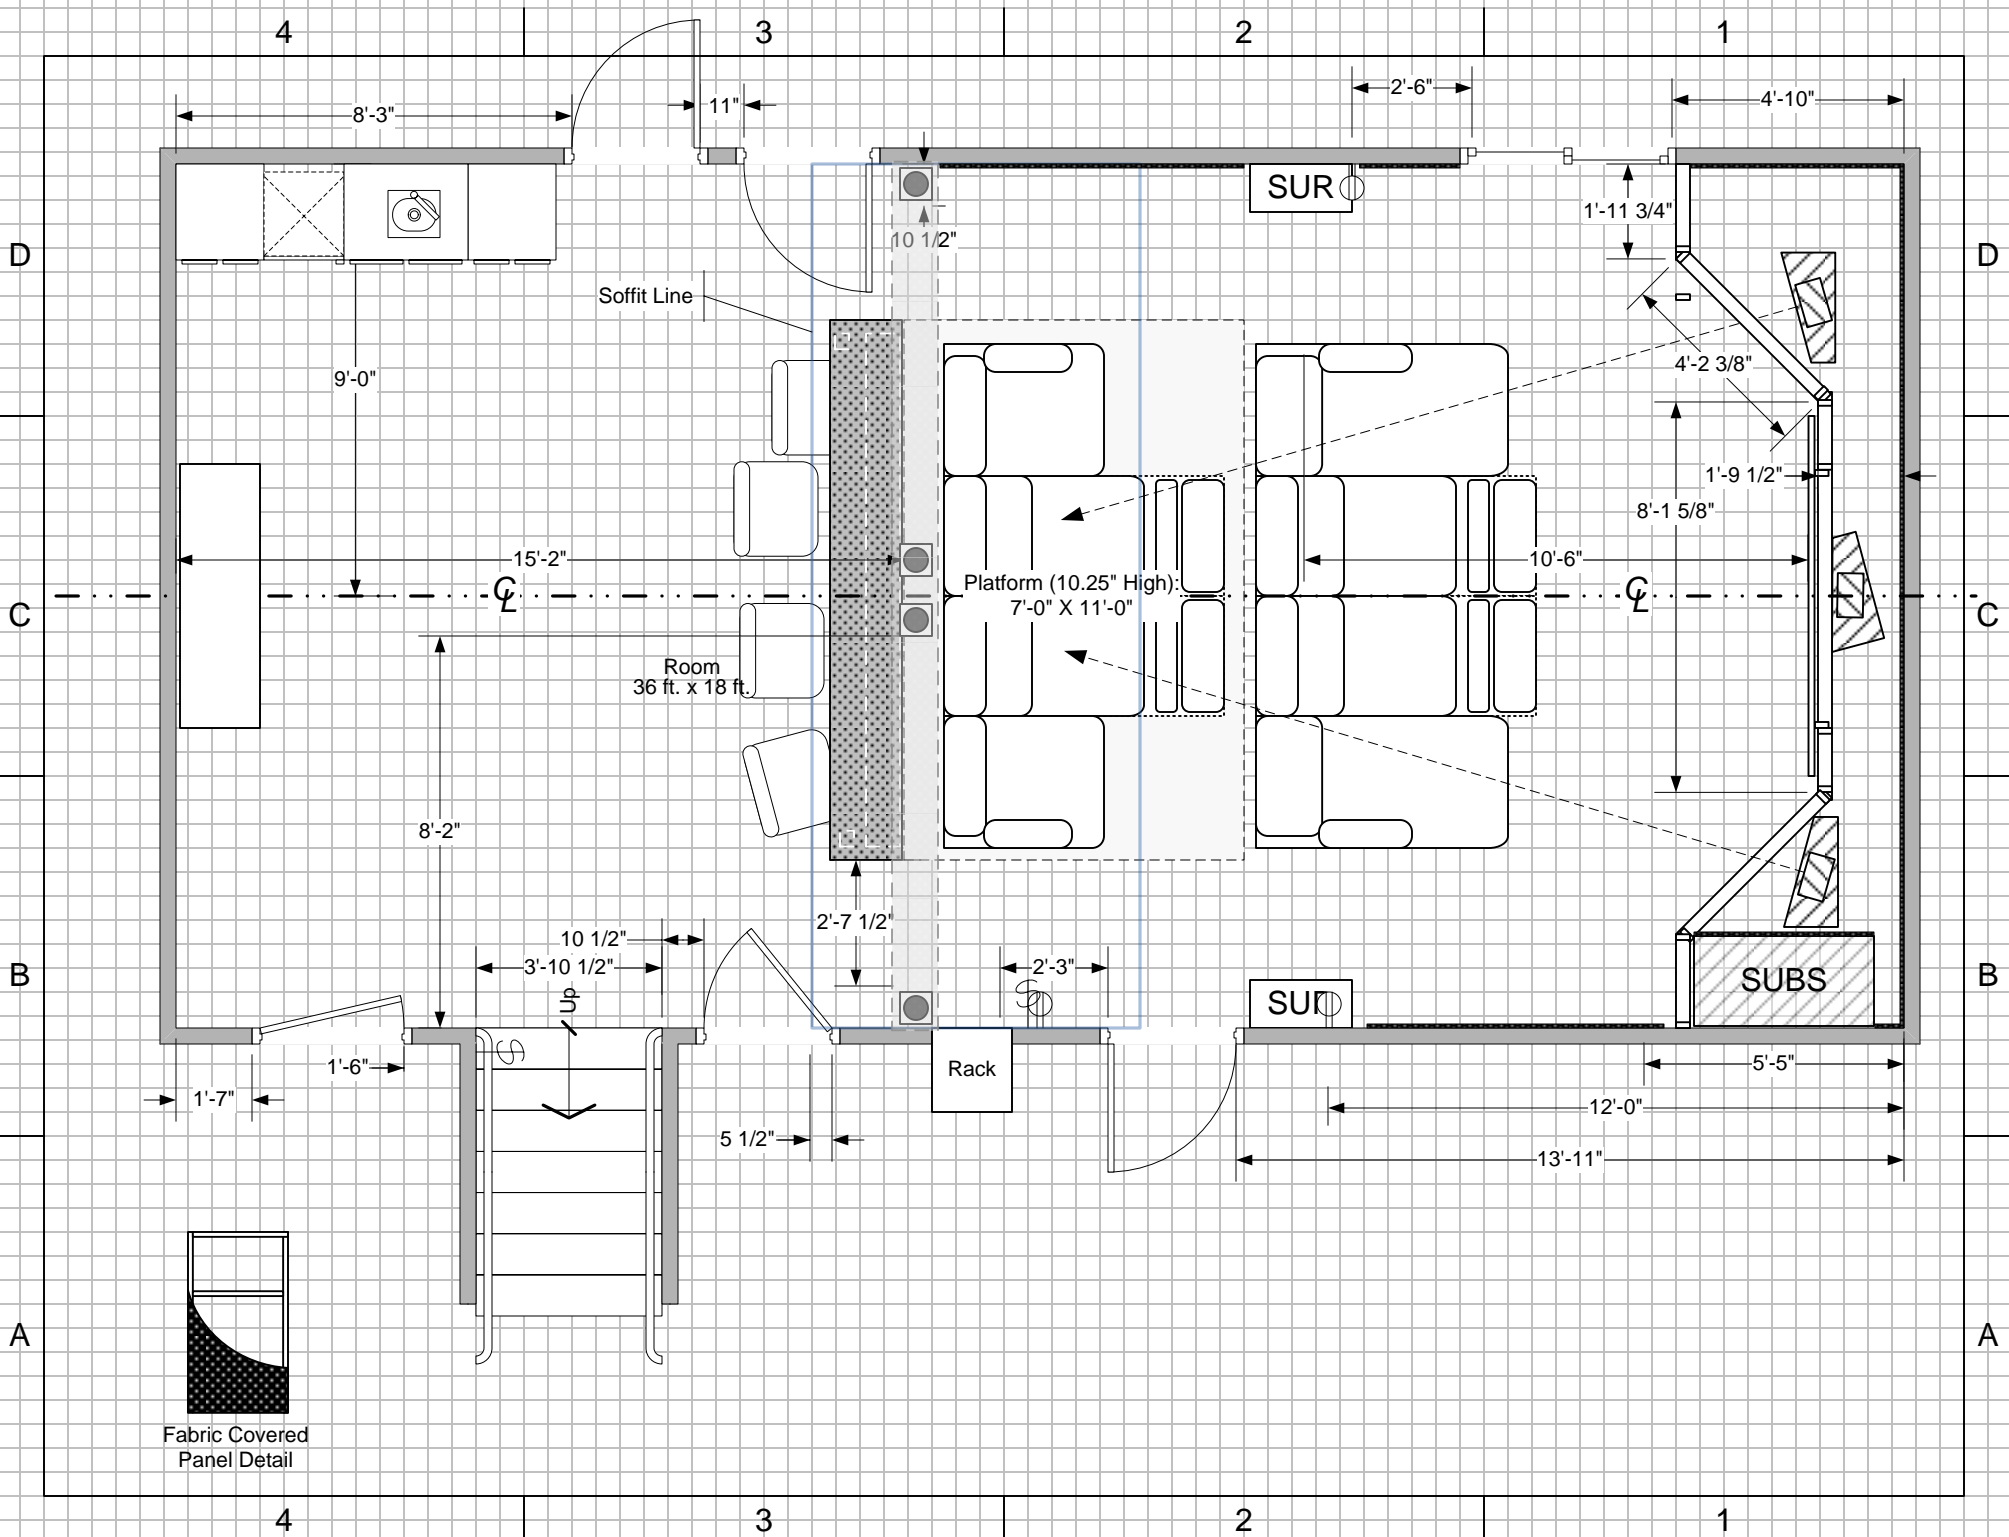 4 3 2 1
2'-6"
4'-10"
8'-3"
11"
D
D
SUR
1'-11 3/4"
10 1/2"
Soffit Line
4'-2 3/8"
9'-0"
1'-9 1/2"
8'-1 5/8"
15'-2"
10'-6"
Platform (10.25" High):
7'-0" X 11'-0"
CL
CL
C
C
Room
36 ft. x 18 ft.
8'-2"
2'-7 1/2"
10 1/2"
3'-10 1/2"
2'-3"
B
B
SUBS
Up
S
S
Rack
1'-6"
5'-5"
1'-7"
12'-0"
5 1/2"
13'-11"
A
A
Fabric Covered
Panel Detail
4 3 2 1